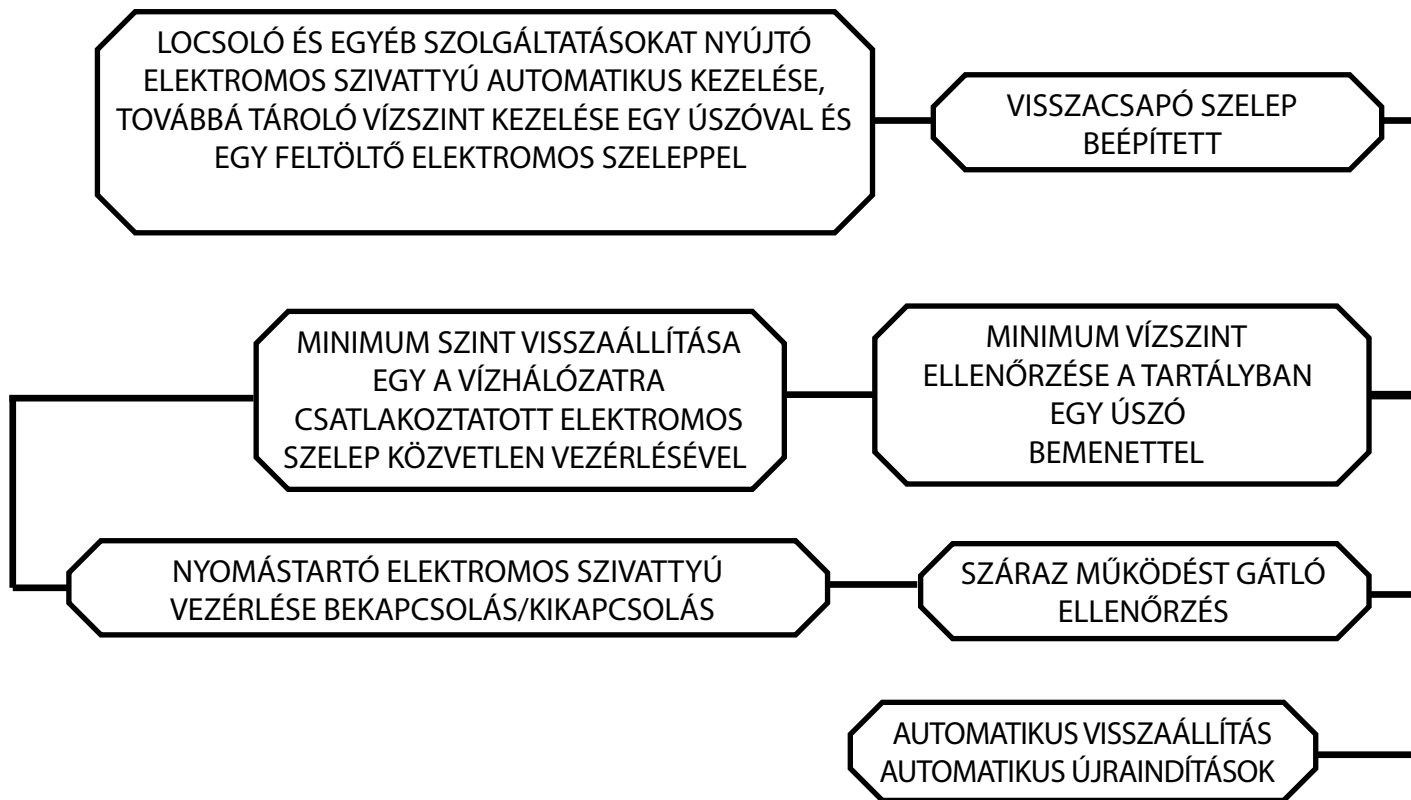 LOCSOLÓ ÉS EGYÉB SZOLGÁLTATÁSOKAT NYÚJTÓ
ELEKTROMOS SZIVATTYÚ AUTOMATIKUS KEZELÉSE,
TOVÁBBÁ TÁROLÓ VÍZSZINT KEZELÉSE EGY ÚSZÓVAL ÉS
EGY FELTÖLTŐ ELEKTROMOS SZELEPPEL
VISSZACSAPÓ SZELEP
BEÉPÍTETT
MINIMUM SZINT VISSZAÁLLÍTÁSA
EGY A VÍZHÁLÓZATRA
CSATLAKOZTATOTT ELEKTROMOS
SZELEP KÖZVETLEN VEZÉRLÉSÉVEL
MINIMUM VÍZSZINT
ELLENŐRZÉSE A TARTÁLYBAN
EGY ÚSZÓ
BEMENETTEL
NYOMÁSTARTÓ ELEKTROMOS SZIVATTYÚ
VEZÉRLÉSE BEKAPCSOLÁS/KIKAPCSOLÁS
SZÁRAZ MŰKÖDÉST GÁTLÓ
ELLENŐRZÉS
AUTOMATIKUS VISSZAÁLLÍTÁS
AUTOMATIKUS ÚJRAINDÍTÁSOK